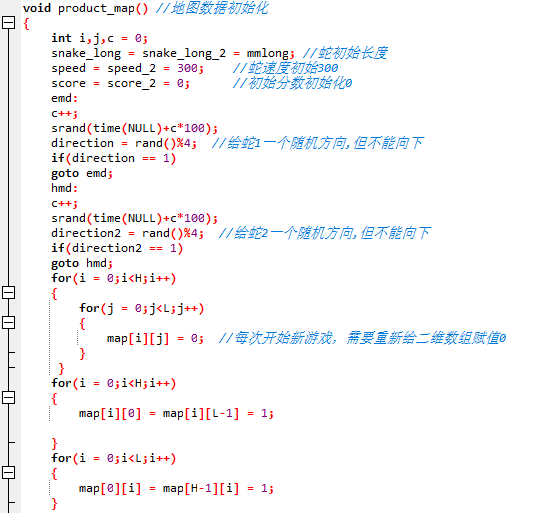 void product_map() //地图数据初始化
{
int i,j,c = 0;
snake_long = snake_long_2 = mmlong; //蛇初始长度
speed = speed_2 = 300; //蛇速度初始300
score = score_2 = 0; //初始分数初始化0
emd:
c++;
srand(time(NULL)+c*100);
direction = rand()%4; //给蛇1一个随机方向,但不能向下
if(direction == 1)
goto emd;
hmd:
c++;
srand(time(NULL)+c*100);
direction2 = rand()%4; //给蛇2一个随机方向,但不能向下
if(direction2 == 1)
goto hmd;
for(i = 0;i<H;i++)
{
for(j = 0;j<L;j++)
{
map[i][j] = 0; //每次开始新游戏，需要重新给二维数组赋值0
}
}
for(i = 0;i<H;i++)
{
map[i][0] = map[i][L-1] = 1;
}
for(i = 0;i<L;i++)
{
map[0][i] = map[H-1][i] = 1;
}